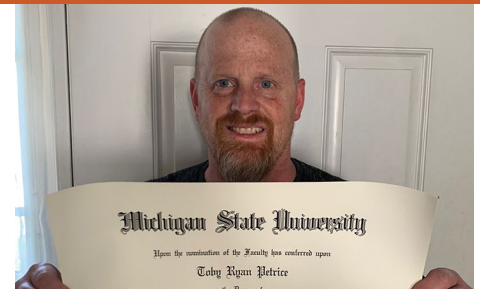 Michigan State University
Upon the nomination of the Faculty has conferred upon
Toby Ryan Petrice